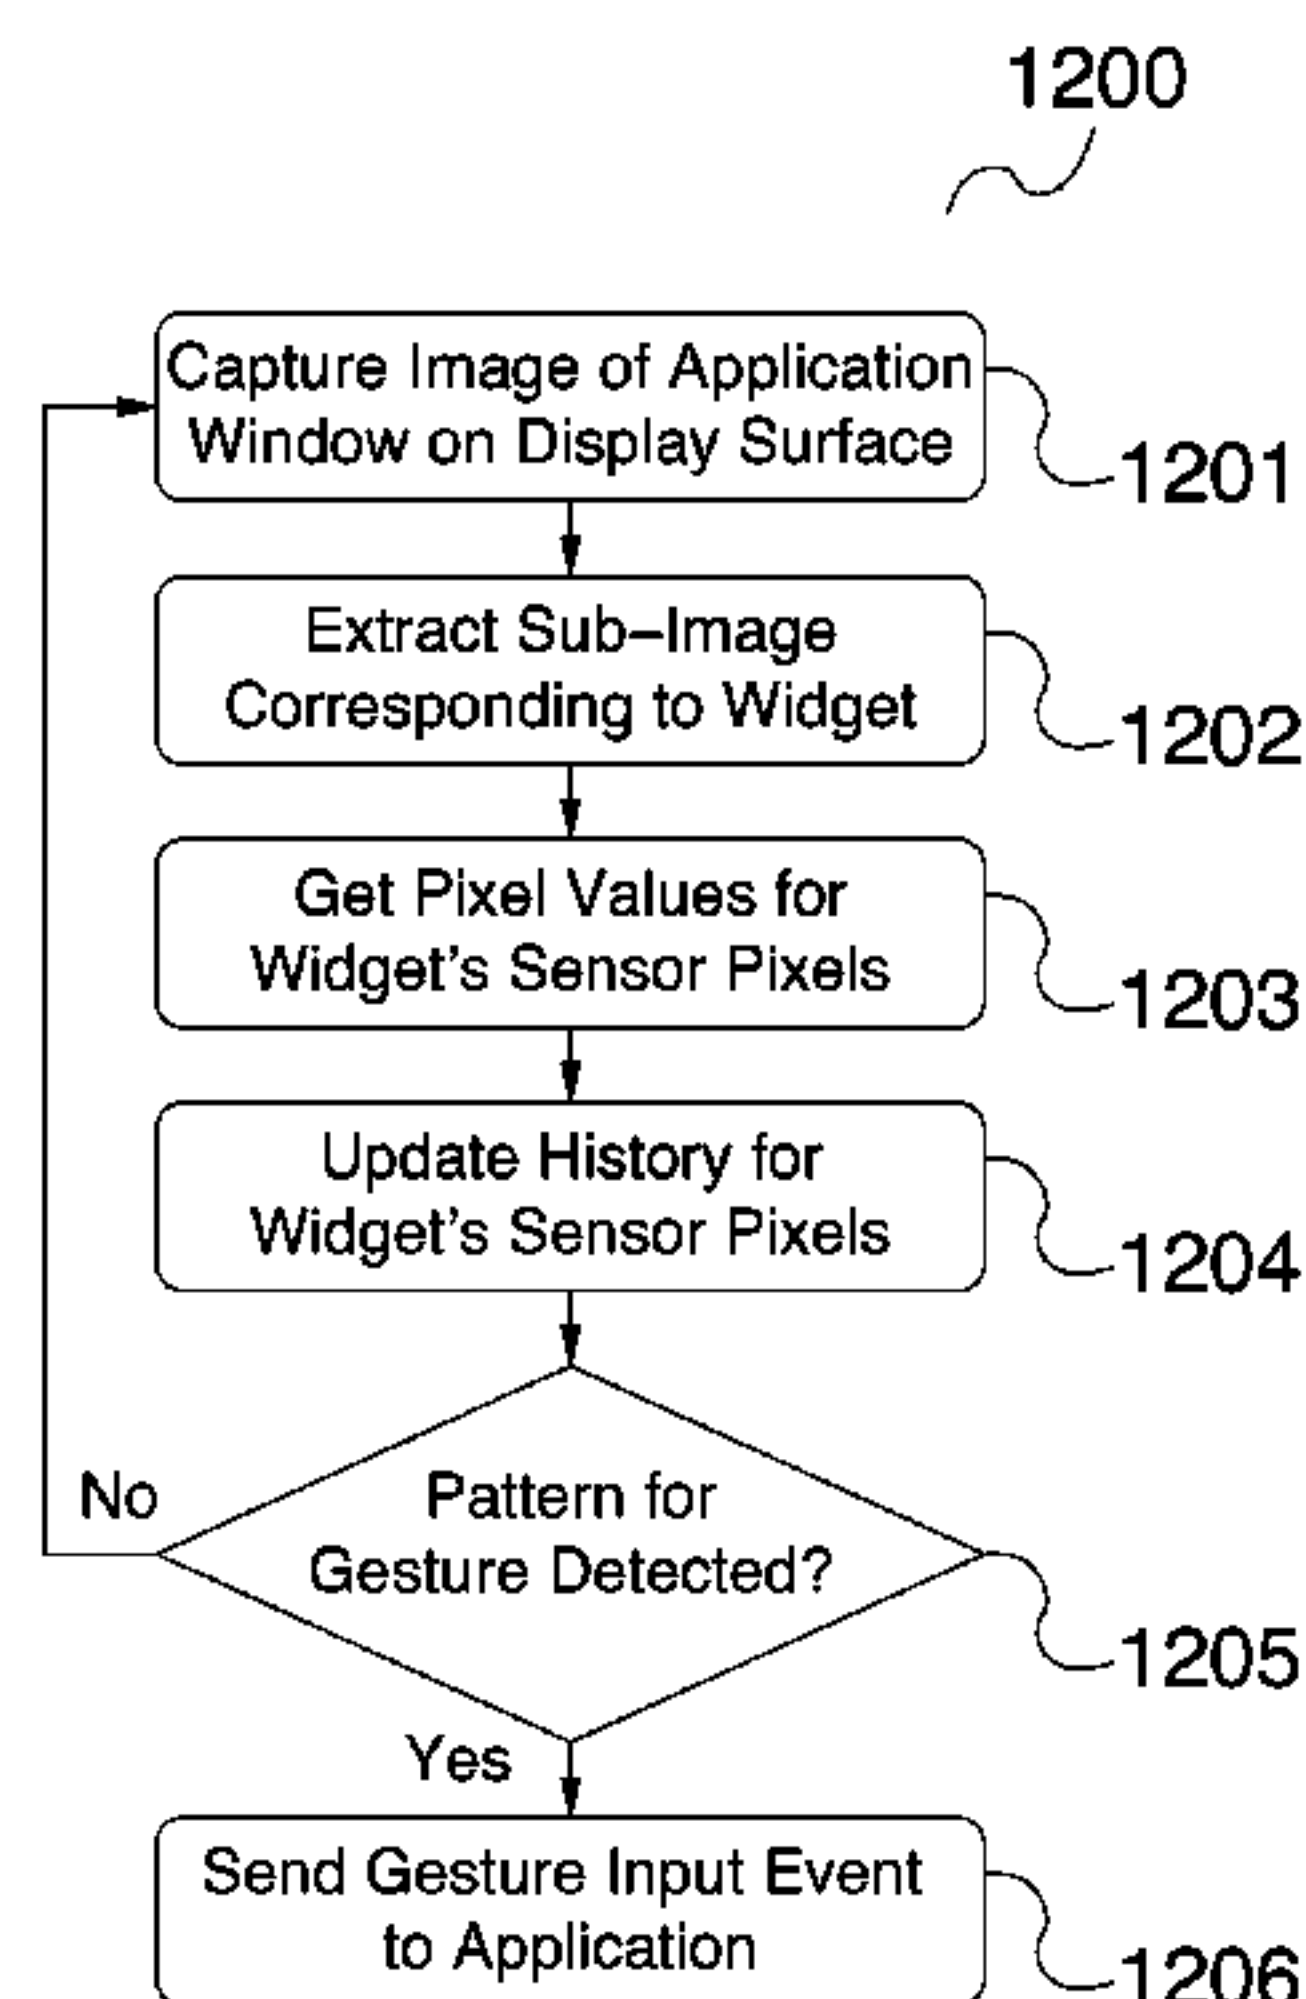 1200
Capture Image of Application
Window on Display Surface
1201
Extract Sub–Image
Corresponding to Widget
1202
Get Pixel Values for
Widget's Sensor Pixels
1203
Update History for
Widget's Sensor Pixels
1204
No
Pattern for
Gesture Detected?
1205
Yes
Send Gesture Input Event
to Application
1206